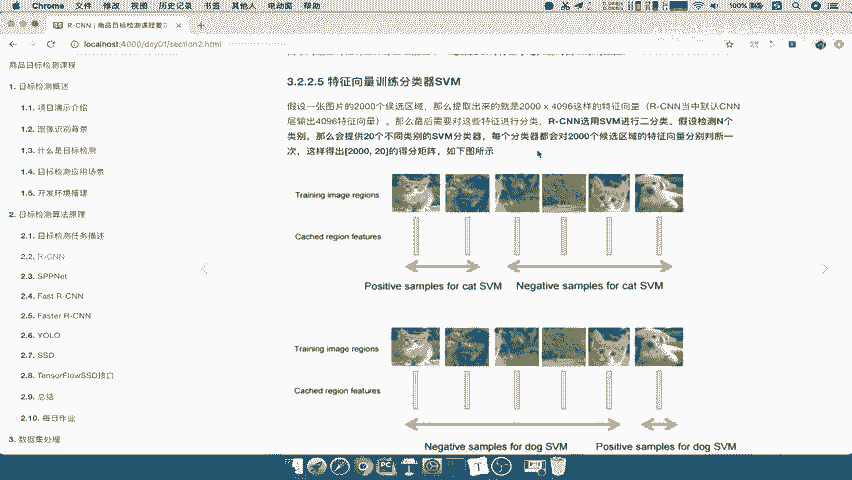 Chrome 文件 修改 视图 历史记录 书签 其他人 电动窗 帮助
100%
R-CNN | 商品目标检测课程
localhost:4000/day01/section2.html
商品目标检测课程
1. 目标检测概述
1.1. 项目演示介绍
1.2. 图像识别背景
1.3. 什么是目标检测
1.4. 目标检测应用场景
1.5. 开发环境搭建
2. 目标检测算法原理
2.1. 目标检测任务描述
2.2. R-CNN
2.3. SPPNet
2.4. Fast R-CNN
2.5. Faster R-CNN
2.6. YOLO
2.7. SSD
2.8. TensorFlowSSD接口
2.9. 总结
2.10. 每日作业
3. 数据集处理
3.2.2.5 特征向量训练分类器SVM
假设一张图片的2000个候选区域，那么提取出来的就是2000 x 4096这样的特征向量（R-CNN当中默认CNN
层输出4096特征向量）。那么最后需要对这些特征进行分类，R-CNN选用SVM进行二分类。假设检测N个
类别，那么会提供20个不同类别的SVM分类器，每个分类器都会对2000个候选区域的特征向量分别判断一
次，这样得出[2000, 20]的得分矩阵，如下图所示
Training image regions
Cached region features
Positive samples for cat SVM Negative samples for cat SVM
Training image regions
Cached region features
Negative samples for dog SVM Positive samples for dog SVM